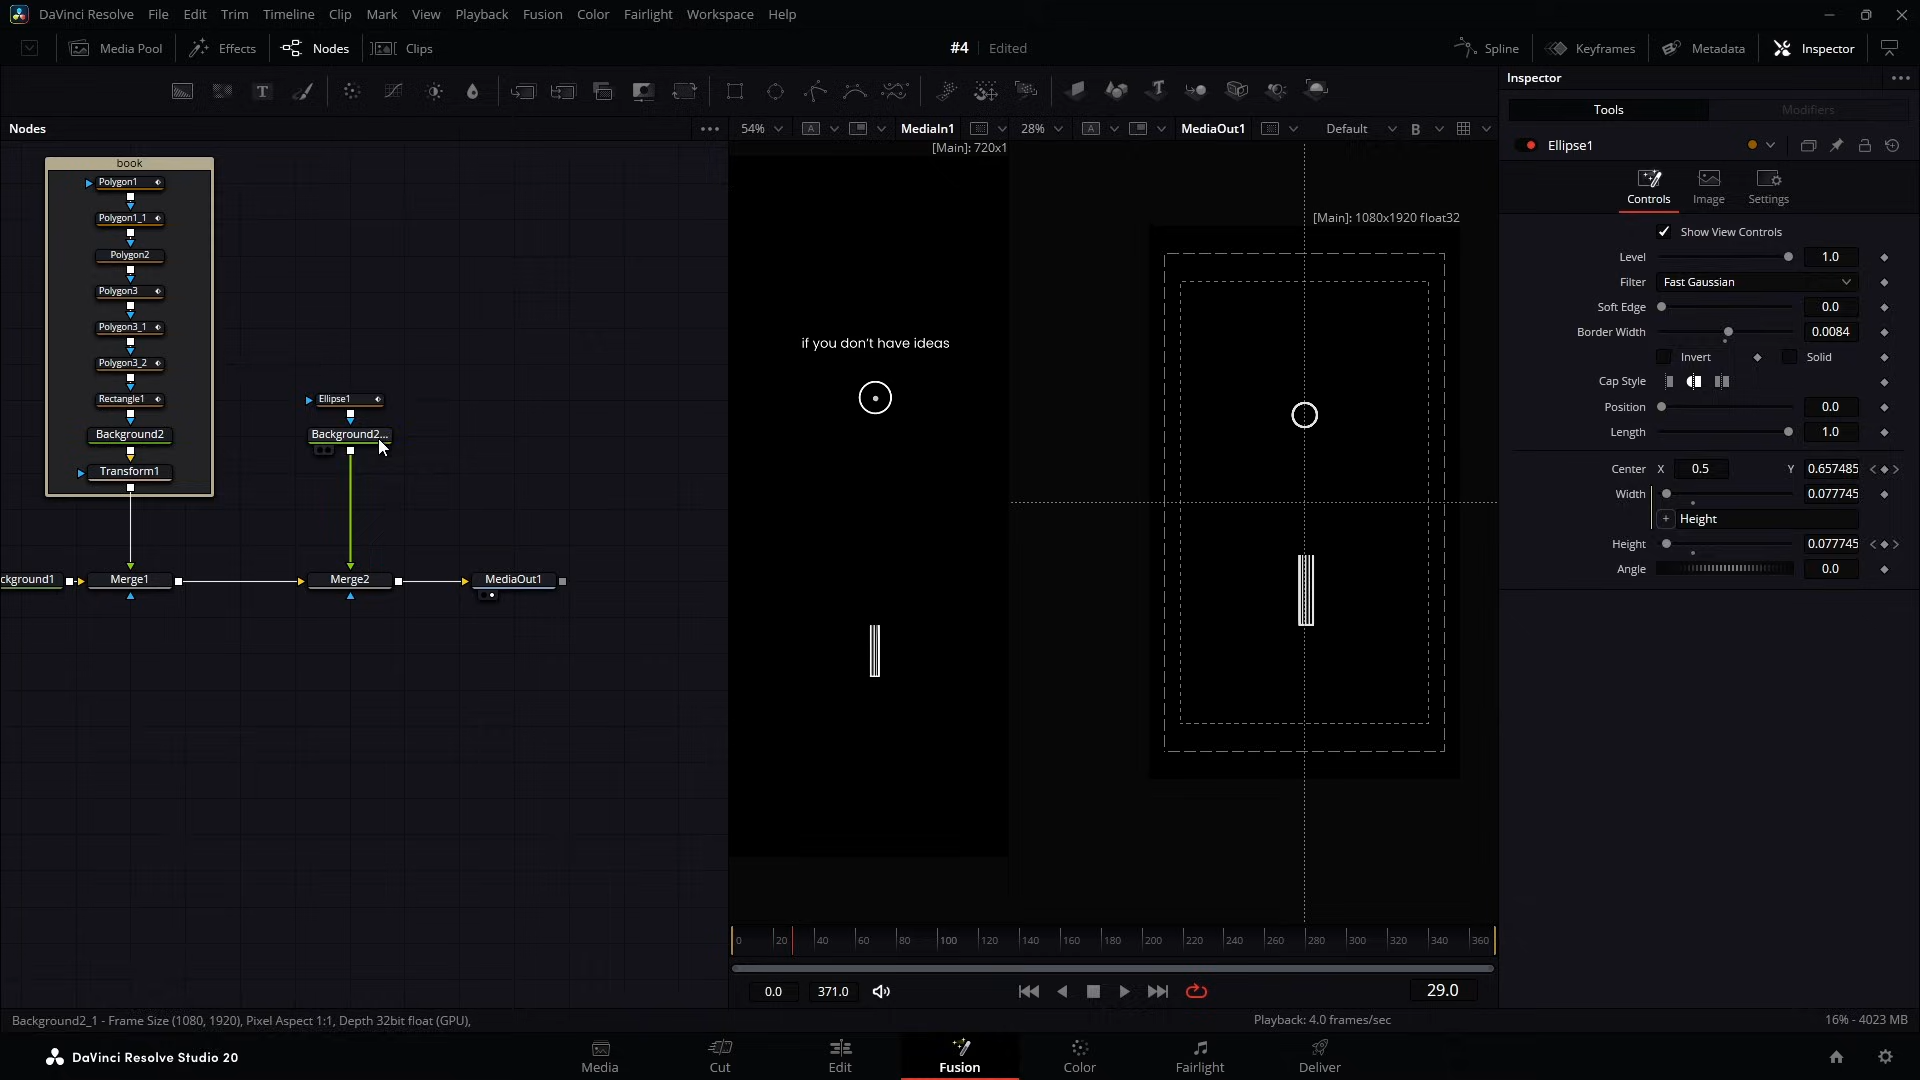 DaVinci Resolve File Edit Trim Timeline Clip Mark View Playback Fusion Color Fairlight Workspace Help
Media Pool Effects Nodes Clips #4 Edited Spline Keyframes Metadata Inspector
Inspector
Tools Modifiers
Nodes
54% MediaIn1 28% MediaOut1 Default
[Main]: 720x1
Ellipse1
book
Polygon1
Polygon1_1
Polygon2
Polygon3
Polygon3_1
Polygon3_2
Rectangle1
Background2
Transform1
Ellipse1
Background2...
ckground1 Merge1 Merge2 MediaOut1
if you don't have ideas
[Main]: 1080x1920 float32
Controls Image Settings
Show View Controls
Level 1.0
Filter Fast Gaussian
Soft Edge 0.0
Border Width 0.0084
Invert Solid
Cap Style
Position 0.0
Length 1.0
Center X 0.5 Y 0.657485
Width 0.077745
Height
Height 0.077745
Angle 0.0
0 20 40 60 80 100 120 140 160 180 200 220 240 260 280 300 320 340 360
0.0 371.0 29.0
Background2_1 - Frame Size (1080, 1920), Pixel Aspect 1:1, Depth 32bit float (GPU),
Playback: 4.0 frames/sec
16% - 4023 MB
DaVinci Resolve Studio 20
Media Cut Edit Fusion Color Fairlight Deliver